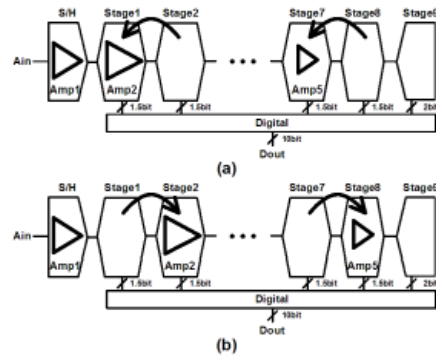 S/H Stage1 Stage2 Stage7 Stage8 Stage9
Ain
Amp1 Amp2 Amp5
1.5bit 1.5bit 1.5bit 1.5bit 2bit
Digital
10bit
Dout
(a)
S/H Stage1 Stage2 Stage7 Stage8 Stage9
Ain
Amp1 Amp2 Amp5
1.5bit 1.5bit 1.5bit 1.5bit 2bit
Digital
10bit
Dout
(b)